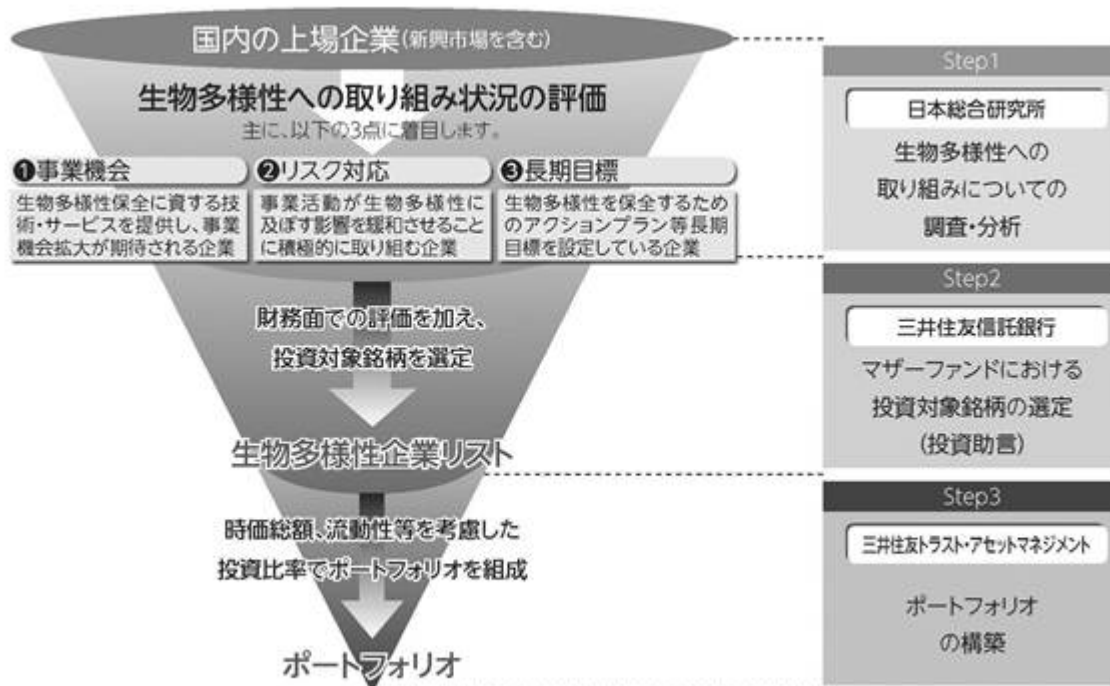 国内の上場企業(新興市場を含む)
生物多様性への取り組み状況の評価
主に、以下の3点に着目します。
❶事業機会
生物多様性保全に資する技
術・サービスを提供し、事業
機会拡大が期待される企業
❷リスク対応
事業活動が生物多様性に
及ぼす影響を緩和させること
に積極的に取り組む企業
❸長期目標
生物多様性を保全するため
のアクションプラン等長期
目標を設定している企業
財務面での評価を加え、
投資対象銘柄を選定
生物多様性企業リスト
時価総額、流動性等を考慮した
投資比率でポートフォリオを組成
ポートフォリオ
Step1
日本総合研究所
生物多様性への
取り組みについての
調査・分析
Step2
三井住友信託銀行
マザーファンドにおける
投資対象銘柄の選定
(投資助言)
Step3
三井住友トラスト・アセットマネジメント
ポートフォリオ
の構築